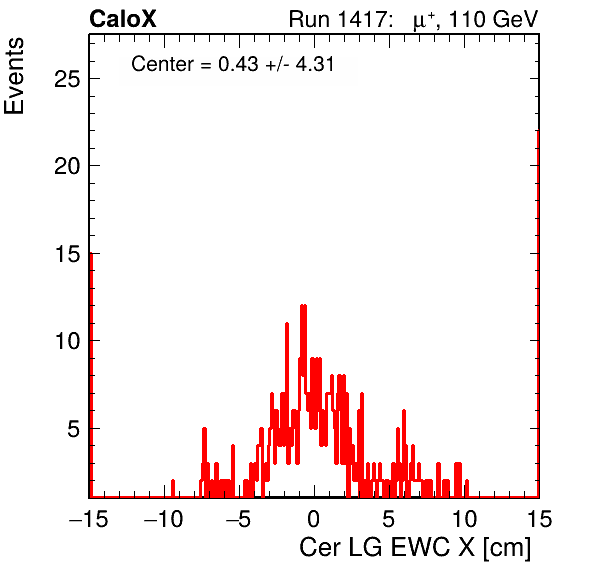 CaloX Run 1417: μ⁺, 110 GeV
Center = 0.43 +/- 4.31
Events
25
20
15
10
5
−15 −10 −5 0 5 10 15
Cer LG EWC X [cm]